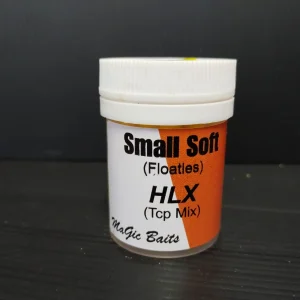 Small Soft
(Floaties)
HLX
(Tcp Mix)
MaGic Baits